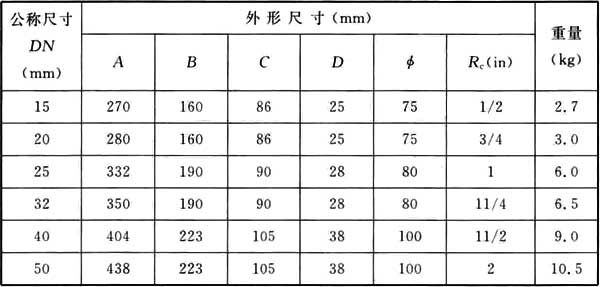 公称尺寸 DN (mm) 外形尺寸(mm) 重量 (kg)
A B C D ϕ Rc(in)
15 270 160 86 25 75 1/2 2.7
20 280 160 86 25 75 3/4 3.0
25 332 190 90 28 80 1 6.0
32 350 190 90 28 80 11/4 6.5
40 404 223 105 38 100 11/2 9.0
50 438 223 105 38 100 2 10.5